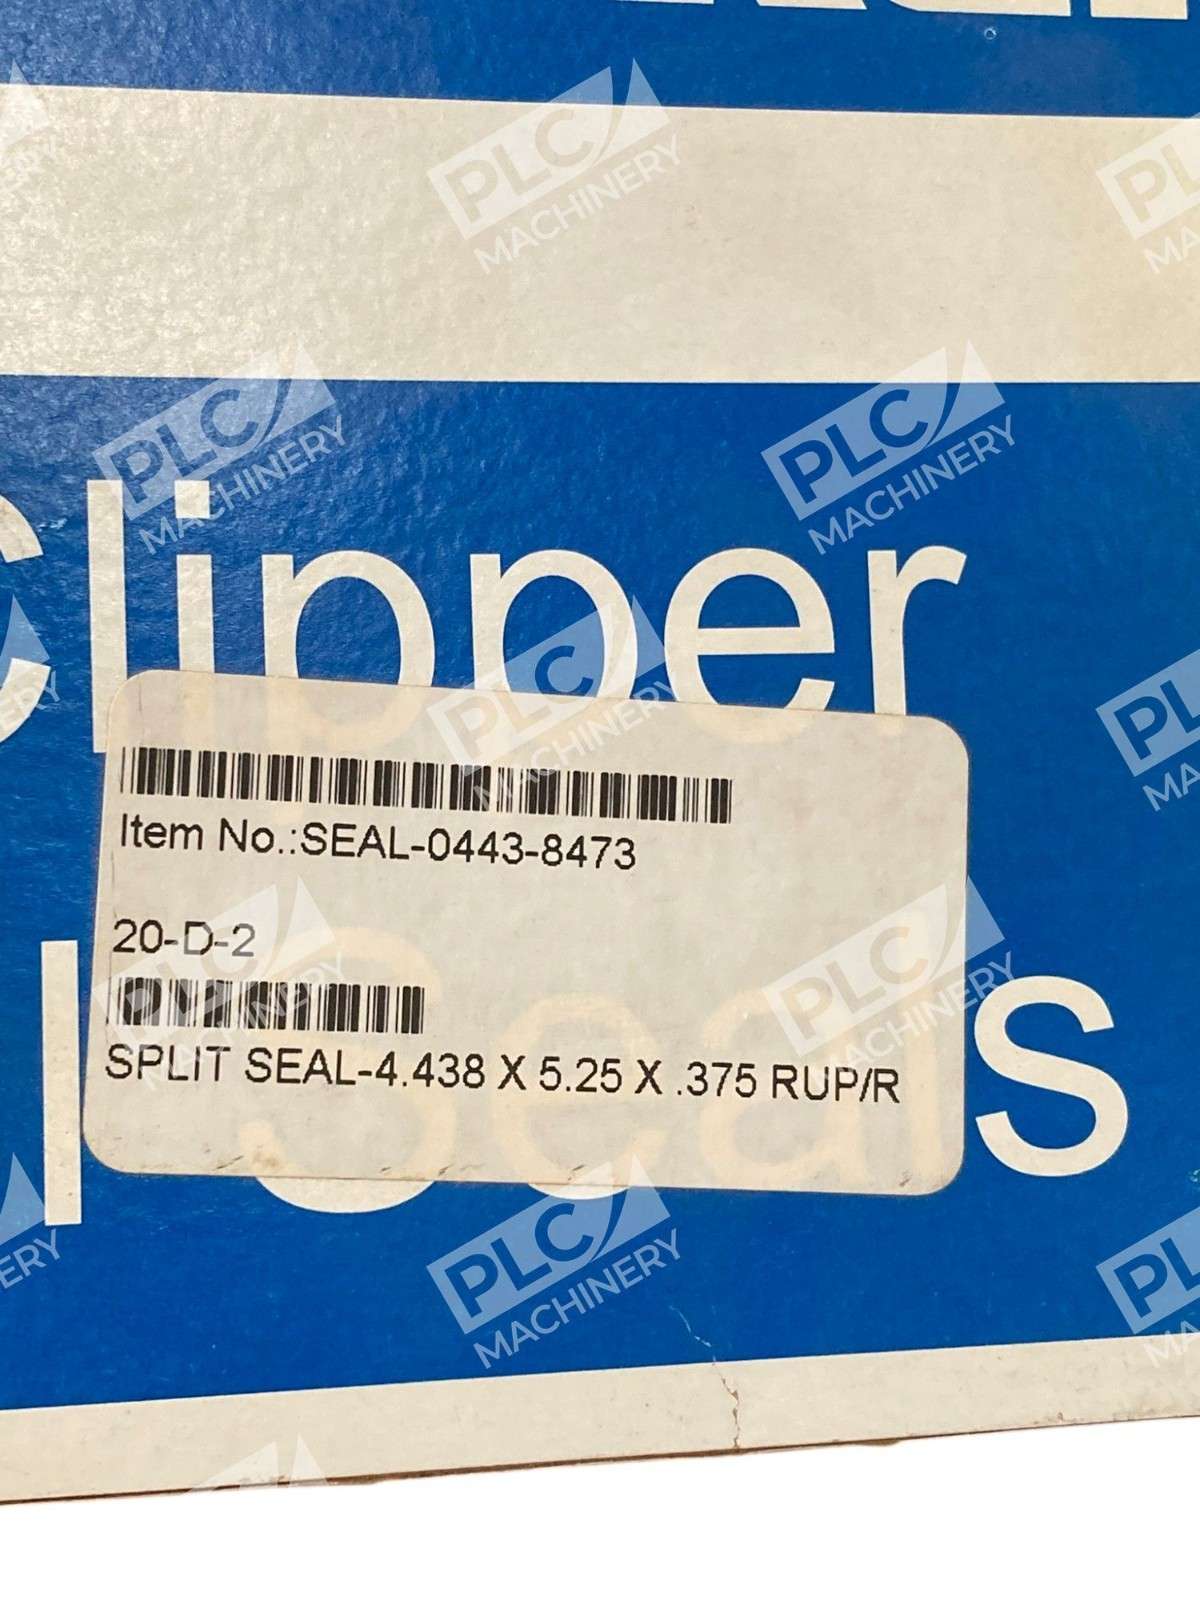 Clipper
Item No.:SEAL-0443-8473
20-D-2
SPLIT SEAL-4.438 X 5.25 X .375 RUP/R
Seals
PLC MACHINERY